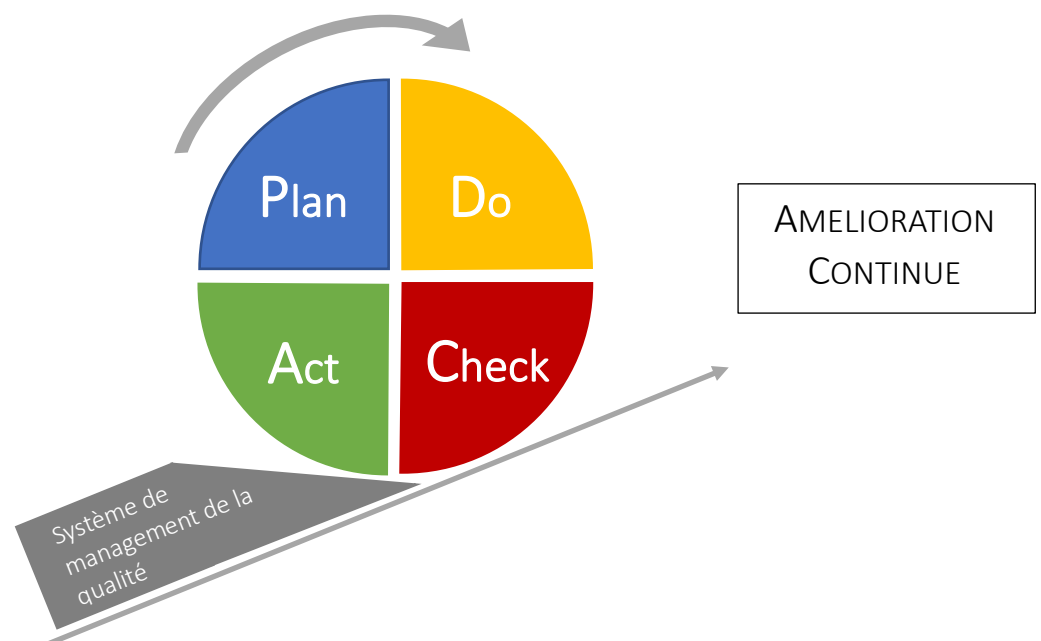 Plan
Do
Act
Check
AMELIORATION
CONTINUE
Système de
management de la
qualité